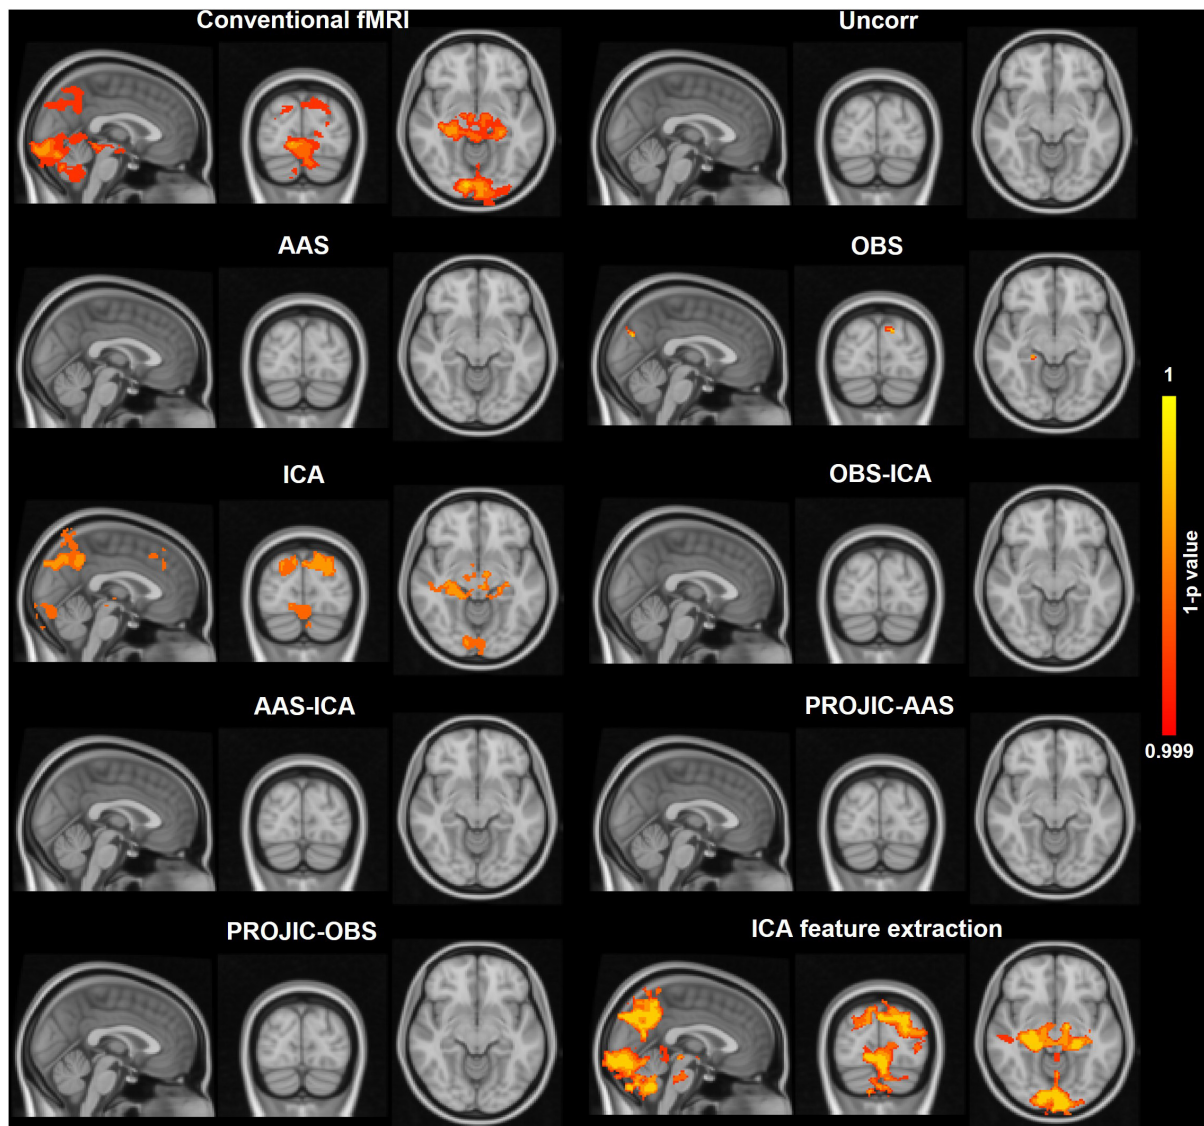 Conventional fMRI
Uncorr
AAS
OBS
ICA
OBS-ICA
AAS-ICA
PROJIC-AAS
PROJIC-OBS
ICA feature extraction
1
1-p value
0.999